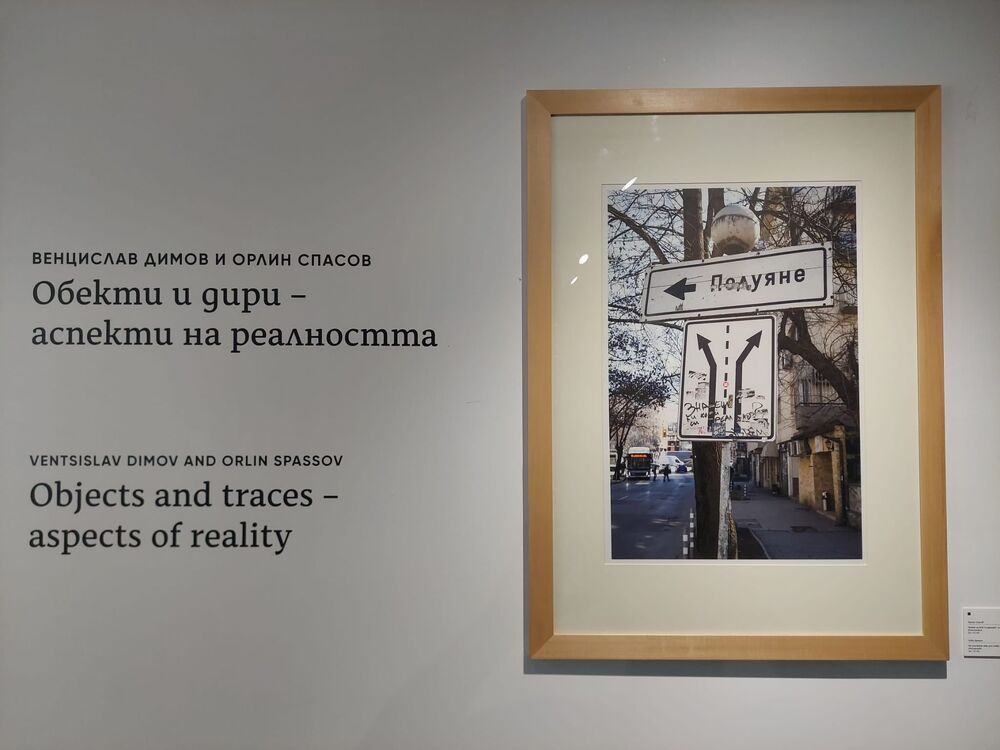 ВЕНЦИСЛАВ ДИМОВ И ОРЛИН СПАСОВ
Обекти и дири –
аспекти на реалността
VENTSISLAV DIMOV AND ORLIN SPASSOV
Objects and traces –
aspects of reality
Подуяне